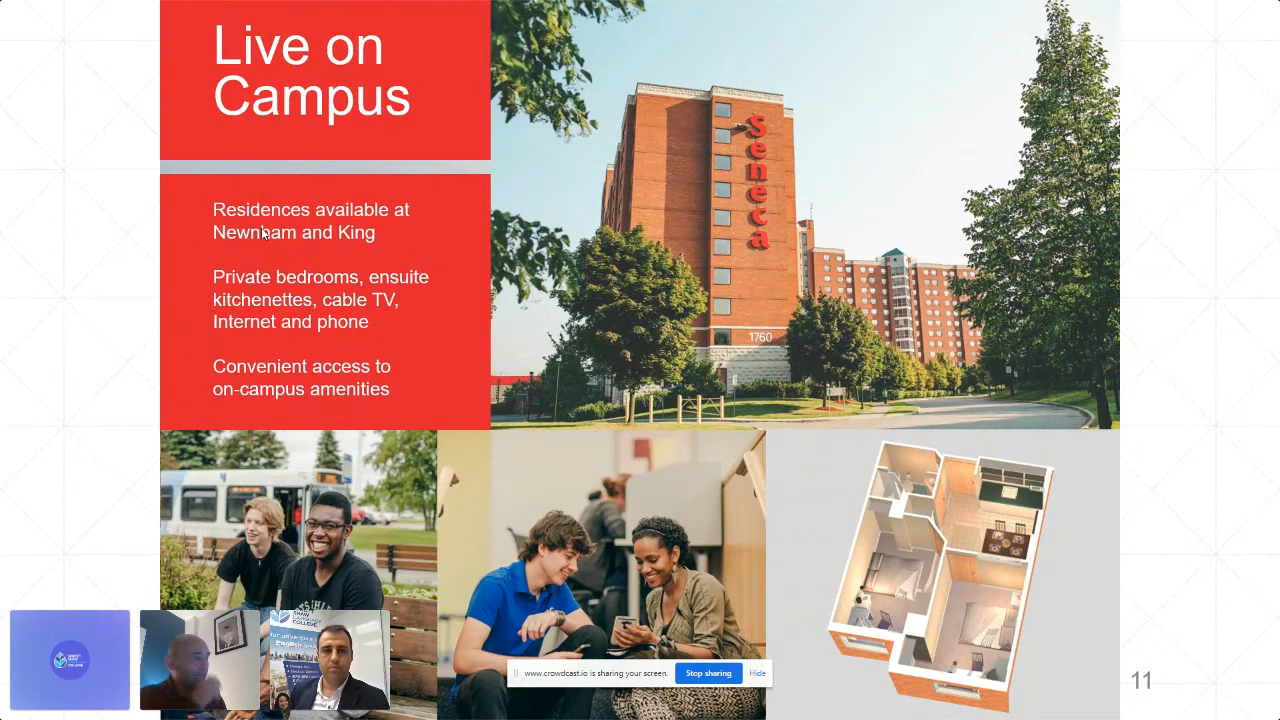 Live on
Campus
Residences available at
Newnham and King
Private bedrooms, ensuite
kitchenettes, cable TV,
Internet and phone
Convenient access to
on-campus amenities
Seneca
1760
COLLEGE
www.crowdcast.io is sharing your screen.
Stop sharing
Hide
11